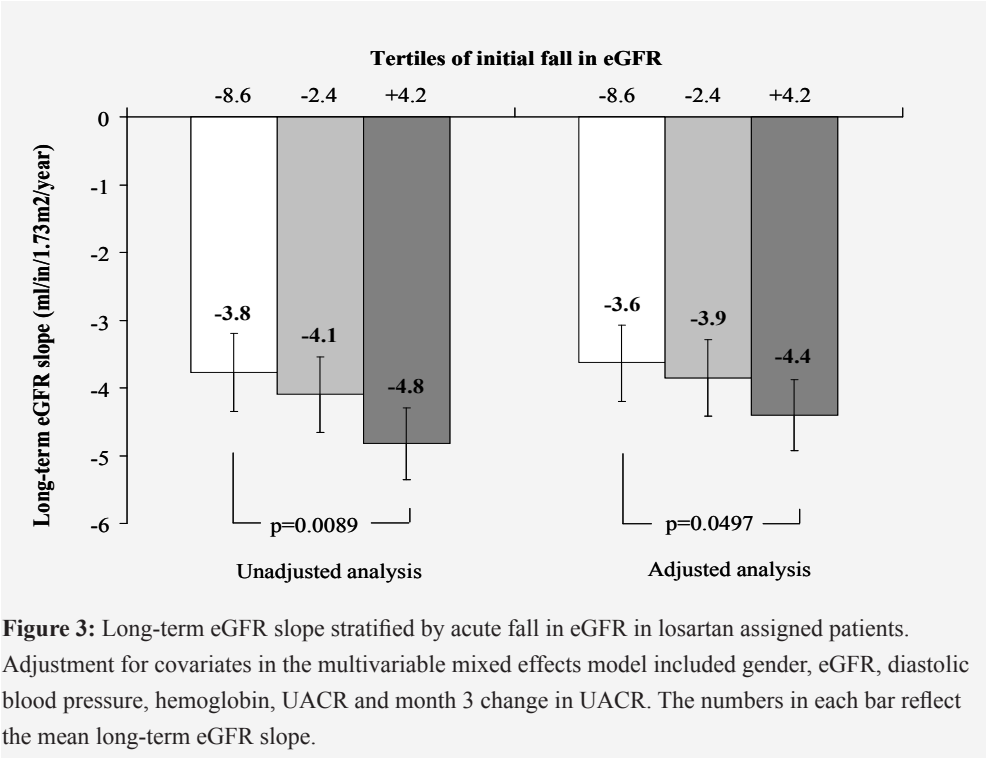 Tertiles of initial fall in eGFR
-8.6 -2.4 +4.2 -8.6 -2.4 +4.2
Long-term eGFR slope (ml/in/1.73m2/year)
0
-1
-2
-3
-4
-5
-6
-3.8 -4.1 -4.8 -3.6 -3.9 -4.4
p=0.0089 p=0.0497
Unadjusted analysis Adjusted analysis
Figure 3: Long-term eGFR slope stratified by acute fall in eGFR in losartan assigned patients.
Adjustment for covariates in the multivariable mixed effects model included gender, eGFR, diastolic
blood pressure, hemoglobin, UACR and month 3 change in UACR. The numbers in each bar reflect
the mean long-term eGFR slope.